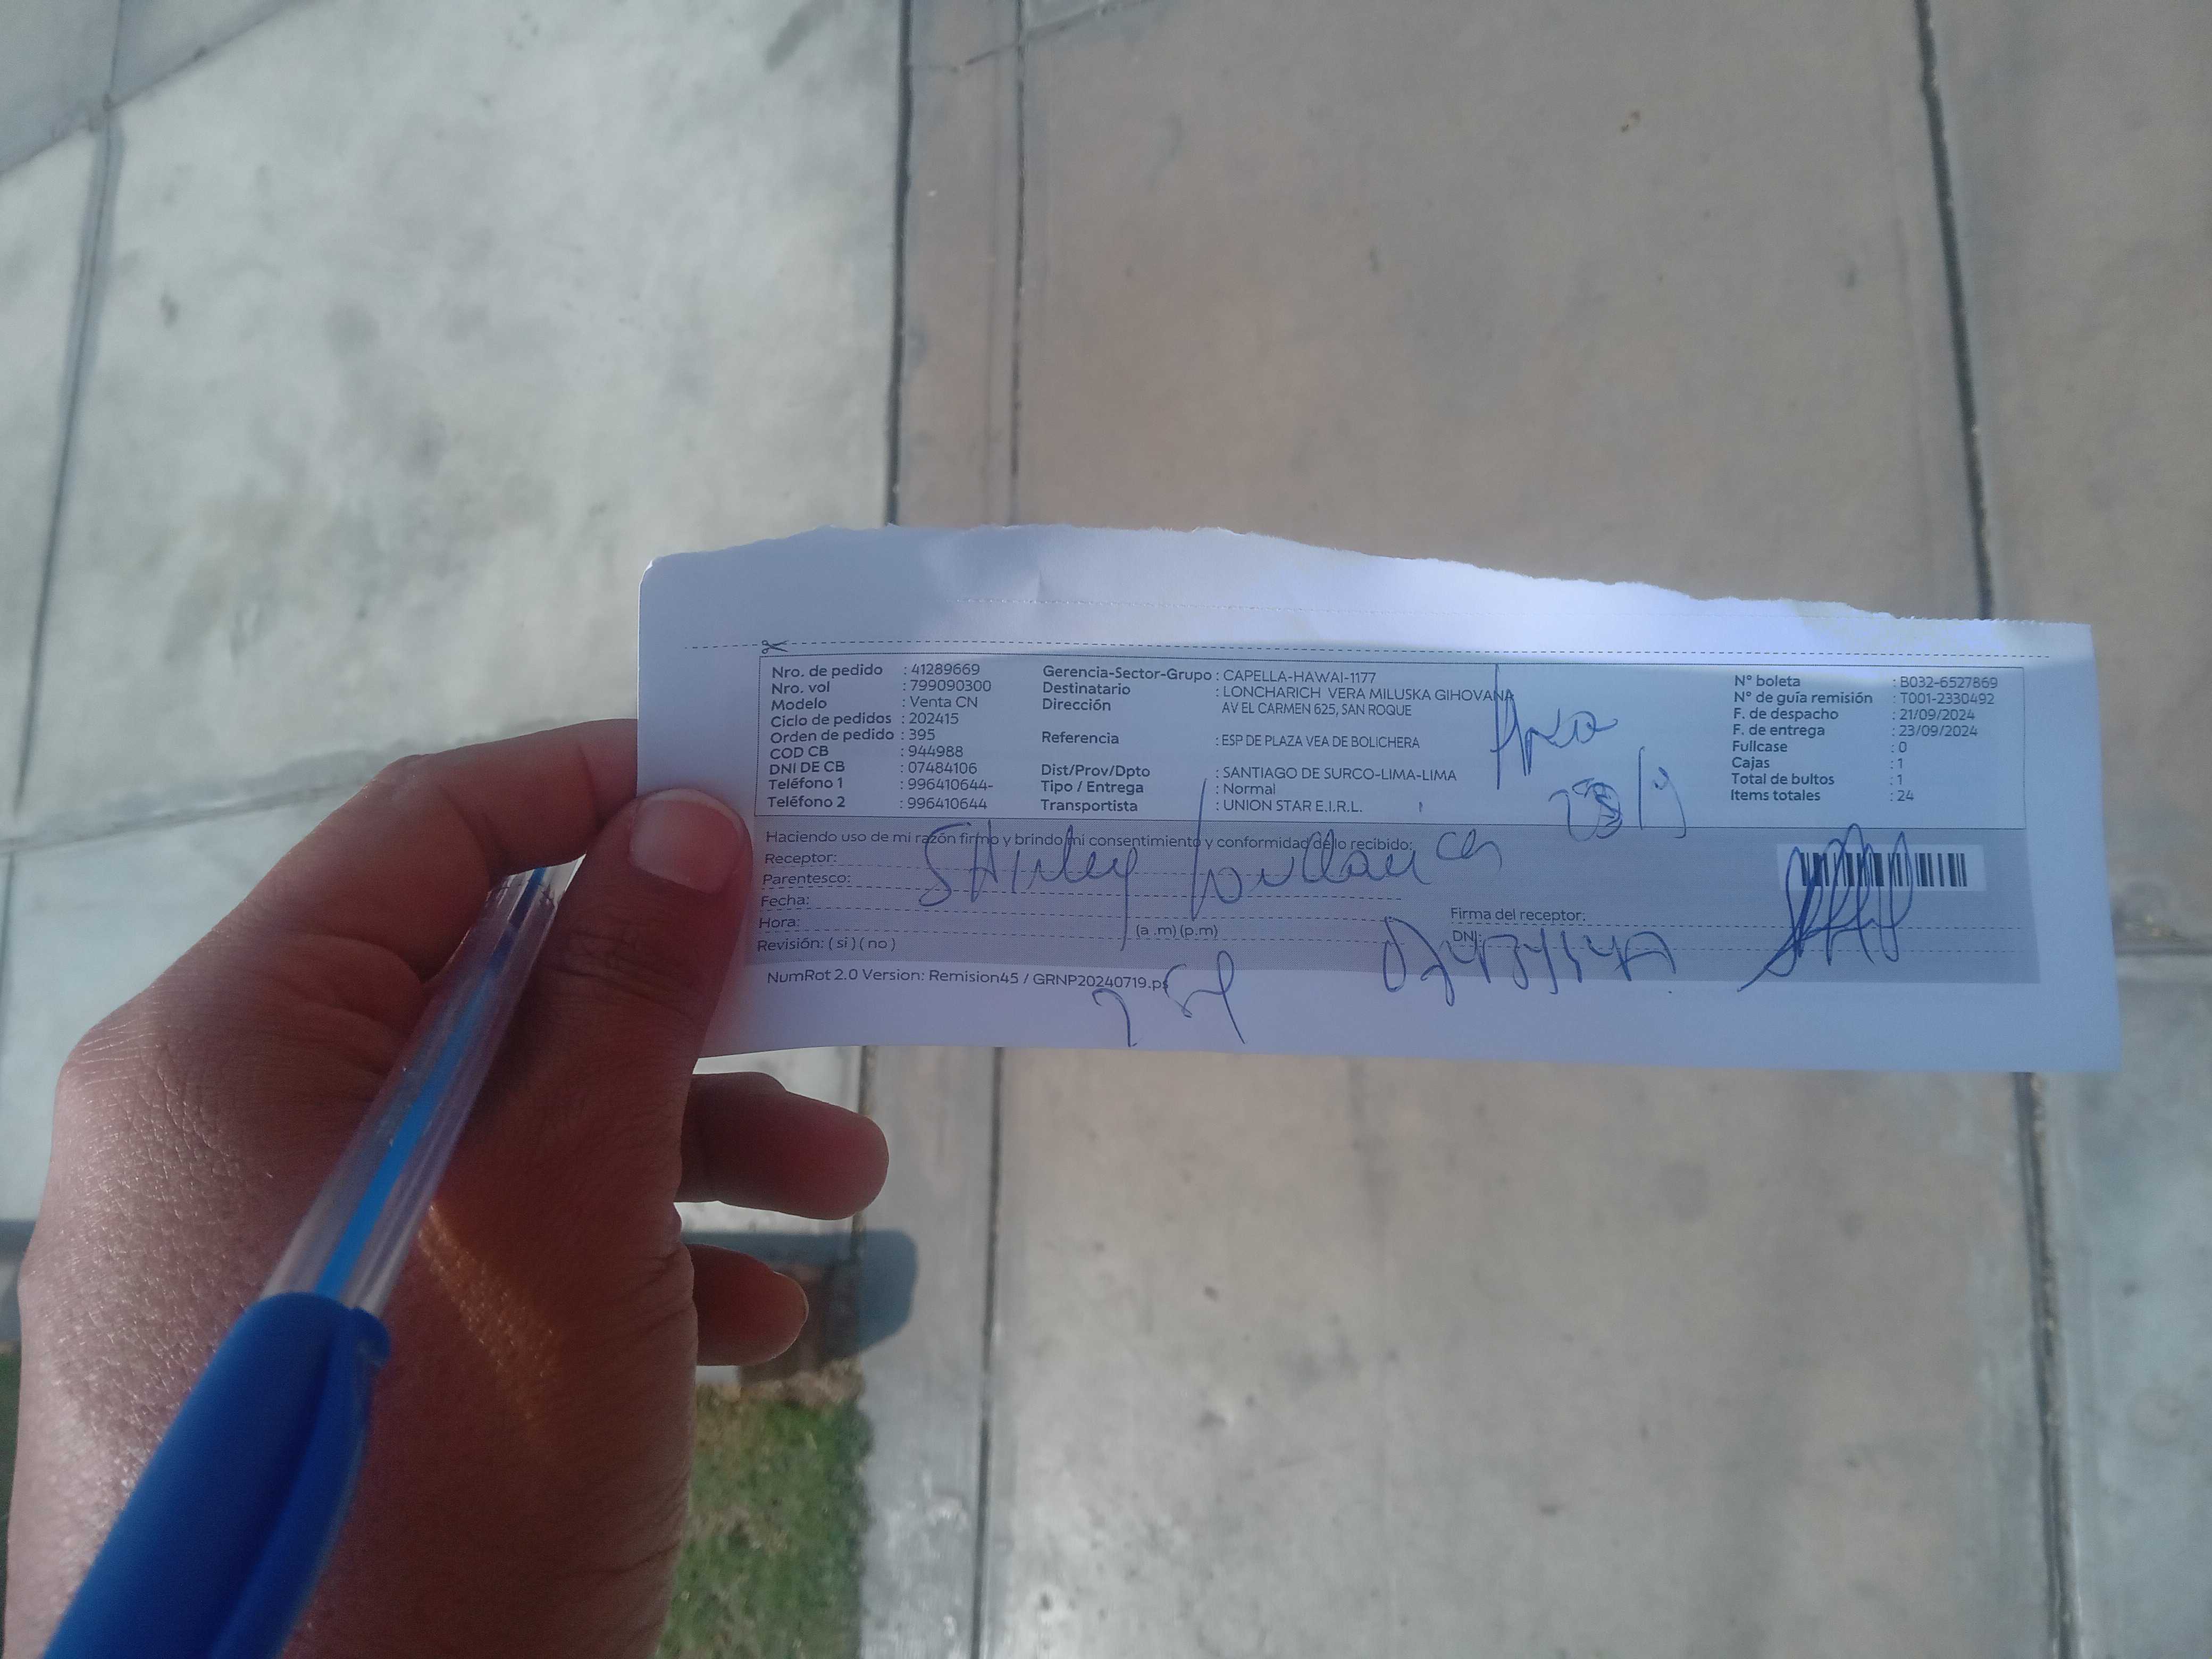 Nro. de pedido : 41289669
Nro. vol : 799090300
Modelo : Venta CN
Ciclo de pedidos : 202415
Orden de pedido : 395
COD CB : 944988
DNI DE CB : 07484106
Teléfono 1 : 996410644-
Teléfono 2 : 996410644
Gerencia-Sector-Grupo : CAPELLA-HAWAI-1177
Destinatario : LONCHARICH VERA MILUSKA GIHOVANA
Dirección AV EL CARMEN 625, SAN ROQUE
Referencia : ESP DE PLAZA VEA DE BOLICHERA
Dist/Prov/Dpto : SANTIAGO DE SURCO-LIMA-LIMA
Tipo / Entrega : Normal
Transportista : UNION STAR E.I.R.L.
N° boleta : B032-6527869
N° de guía remisión : T001-2330492
F. de despacho : 21/09/2024
F. de entrega : 23/09/2024
Fullcase : 0
Cajas : 1
Total de bultos : 1
Items totales : 24
Haciendo uso de mi razón firmo y brindo mi consentimiento y conformidad de lo recibido:
Receptor: Shirley
Parentesco:
Fecha:
Hora: (a .m) (p.m)
Revisión: ( si ) ( no )
Firma del receptor:
DNI:
NumRot 2.0 Version: Remision45 / GRNP20240719.ps